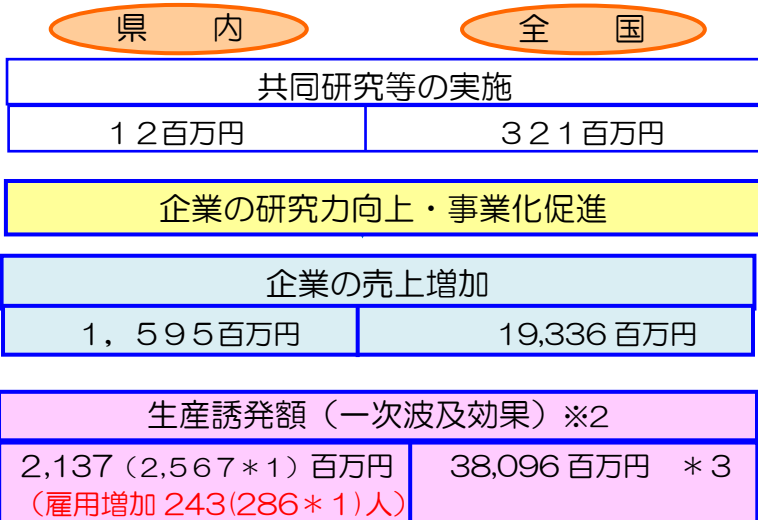 県　内　全　国
共同研究等の実施
１２百万円　３２１百万円
企業の研究力向上・事業化促進
企業の売上増加
１，５９５百万円　19,336 百万円
生産誘発額（一次波及効果）※2
2,137（2,567＊1）百万円　38,096 百万円　＊3
（雇用増加 243(286＊1)人）